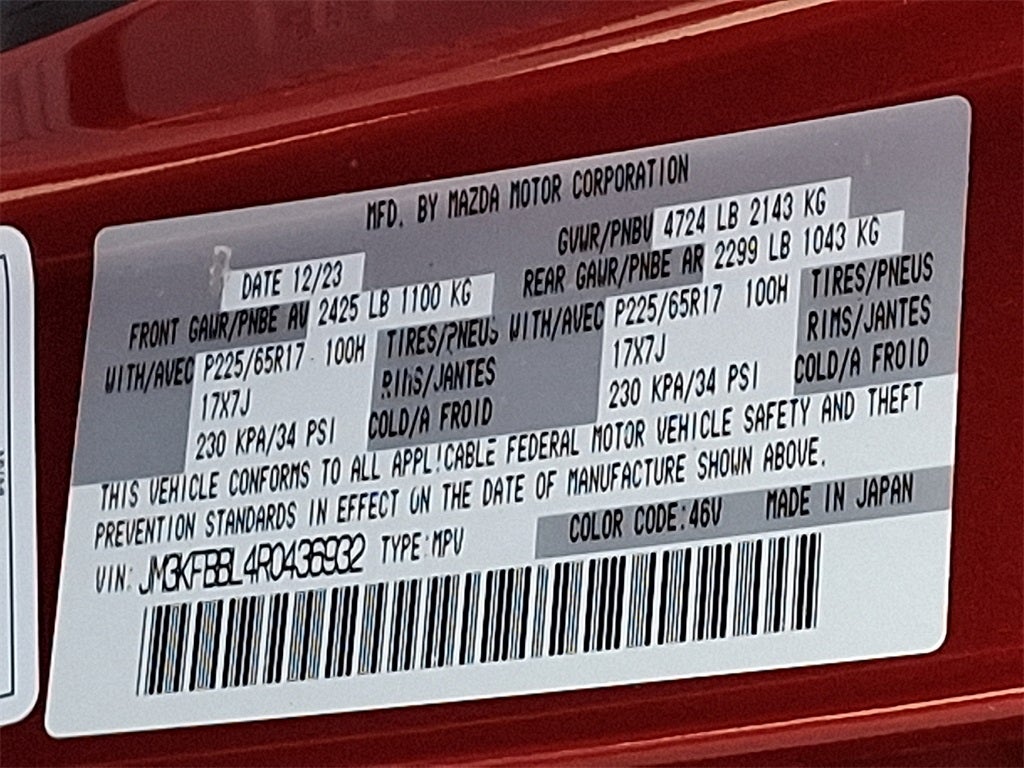 MFD. BY MAZDA MOTOR CORPORATION
DATE 12/23 GVWR/PNBV 4724 LB 2143 KG
FRONT GAWR/PNBE AV 2425 LB 1100 KG REAR GAWR/PNBE AR 2299 LB 1043 KG
WITH/AVEC P225/65R17 100H TIRES/PNEUS WITH/AVEC P225/65R17 100H TIRES/PNEUS
17X7J RIMS/JANTES 17X7J RIMS/JANTES
230 KPA/34 PSI COLD/A FROID 230 KPA/34 PSI COLD/A FROID
THIS VEHICLE CONFORMS TO ALL APPLICABLE FEDERAL MOTOR VEHICLE SAFETY AND THEFT
PREVENTION STANDARDS IN EFFECT ON THE DATE OF MANUFACTURE SHOWN ABOVE.
VIN: JM3KFBBL4R0436932 TYPE:MPV COLOR CODE:46V MADE IN JAPAN